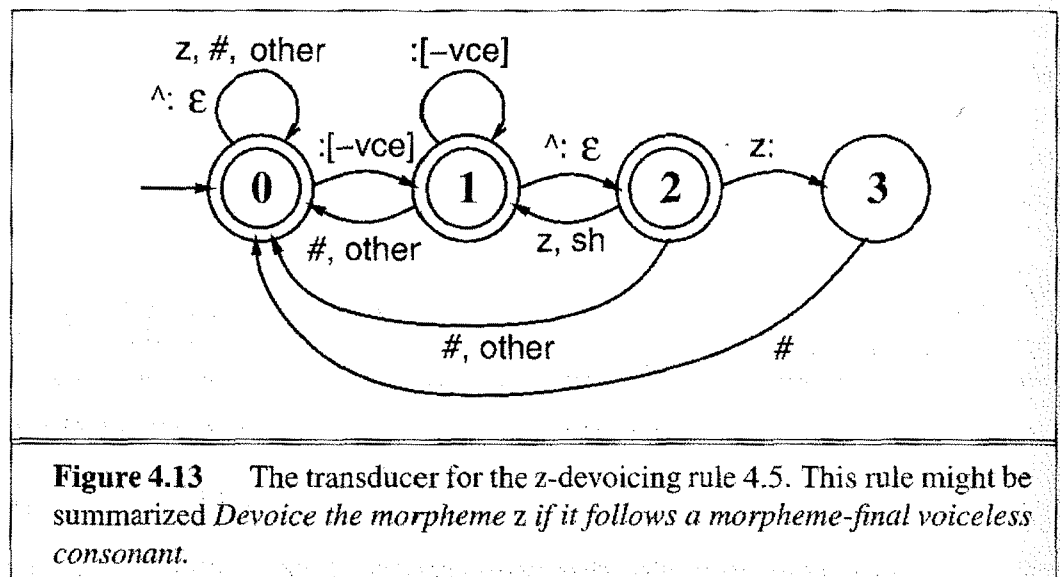 z, #, other
:[−vce]
^: ε
:[−vce]
^: ε
z:
0
1
2
3
#, other
z, sh
#, other
#
Figure 4.13 The transducer for the z-devoicing rule 4.5. This rule might be
summarized Devoice the morpheme z if it follows a morpheme-final voiceless
consonant.